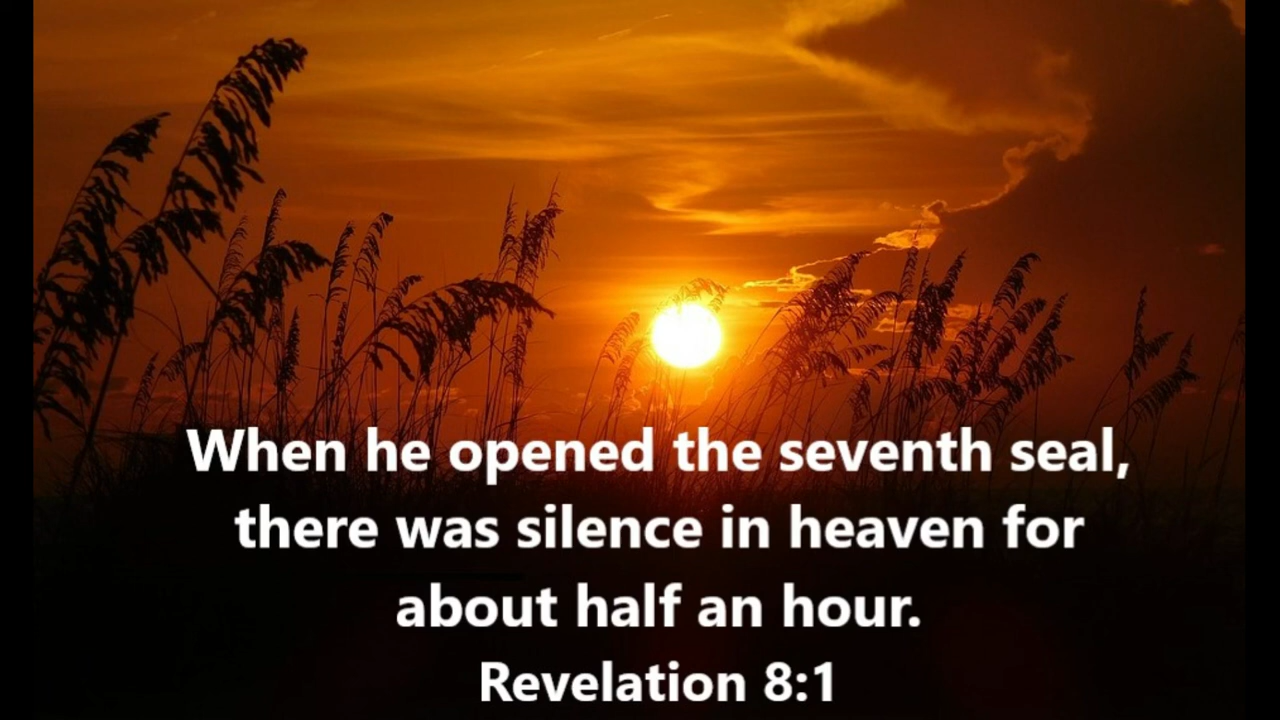 When he opened the seventh seal,
there was silence in heaven for
about half an hour.
Revelation 8:1